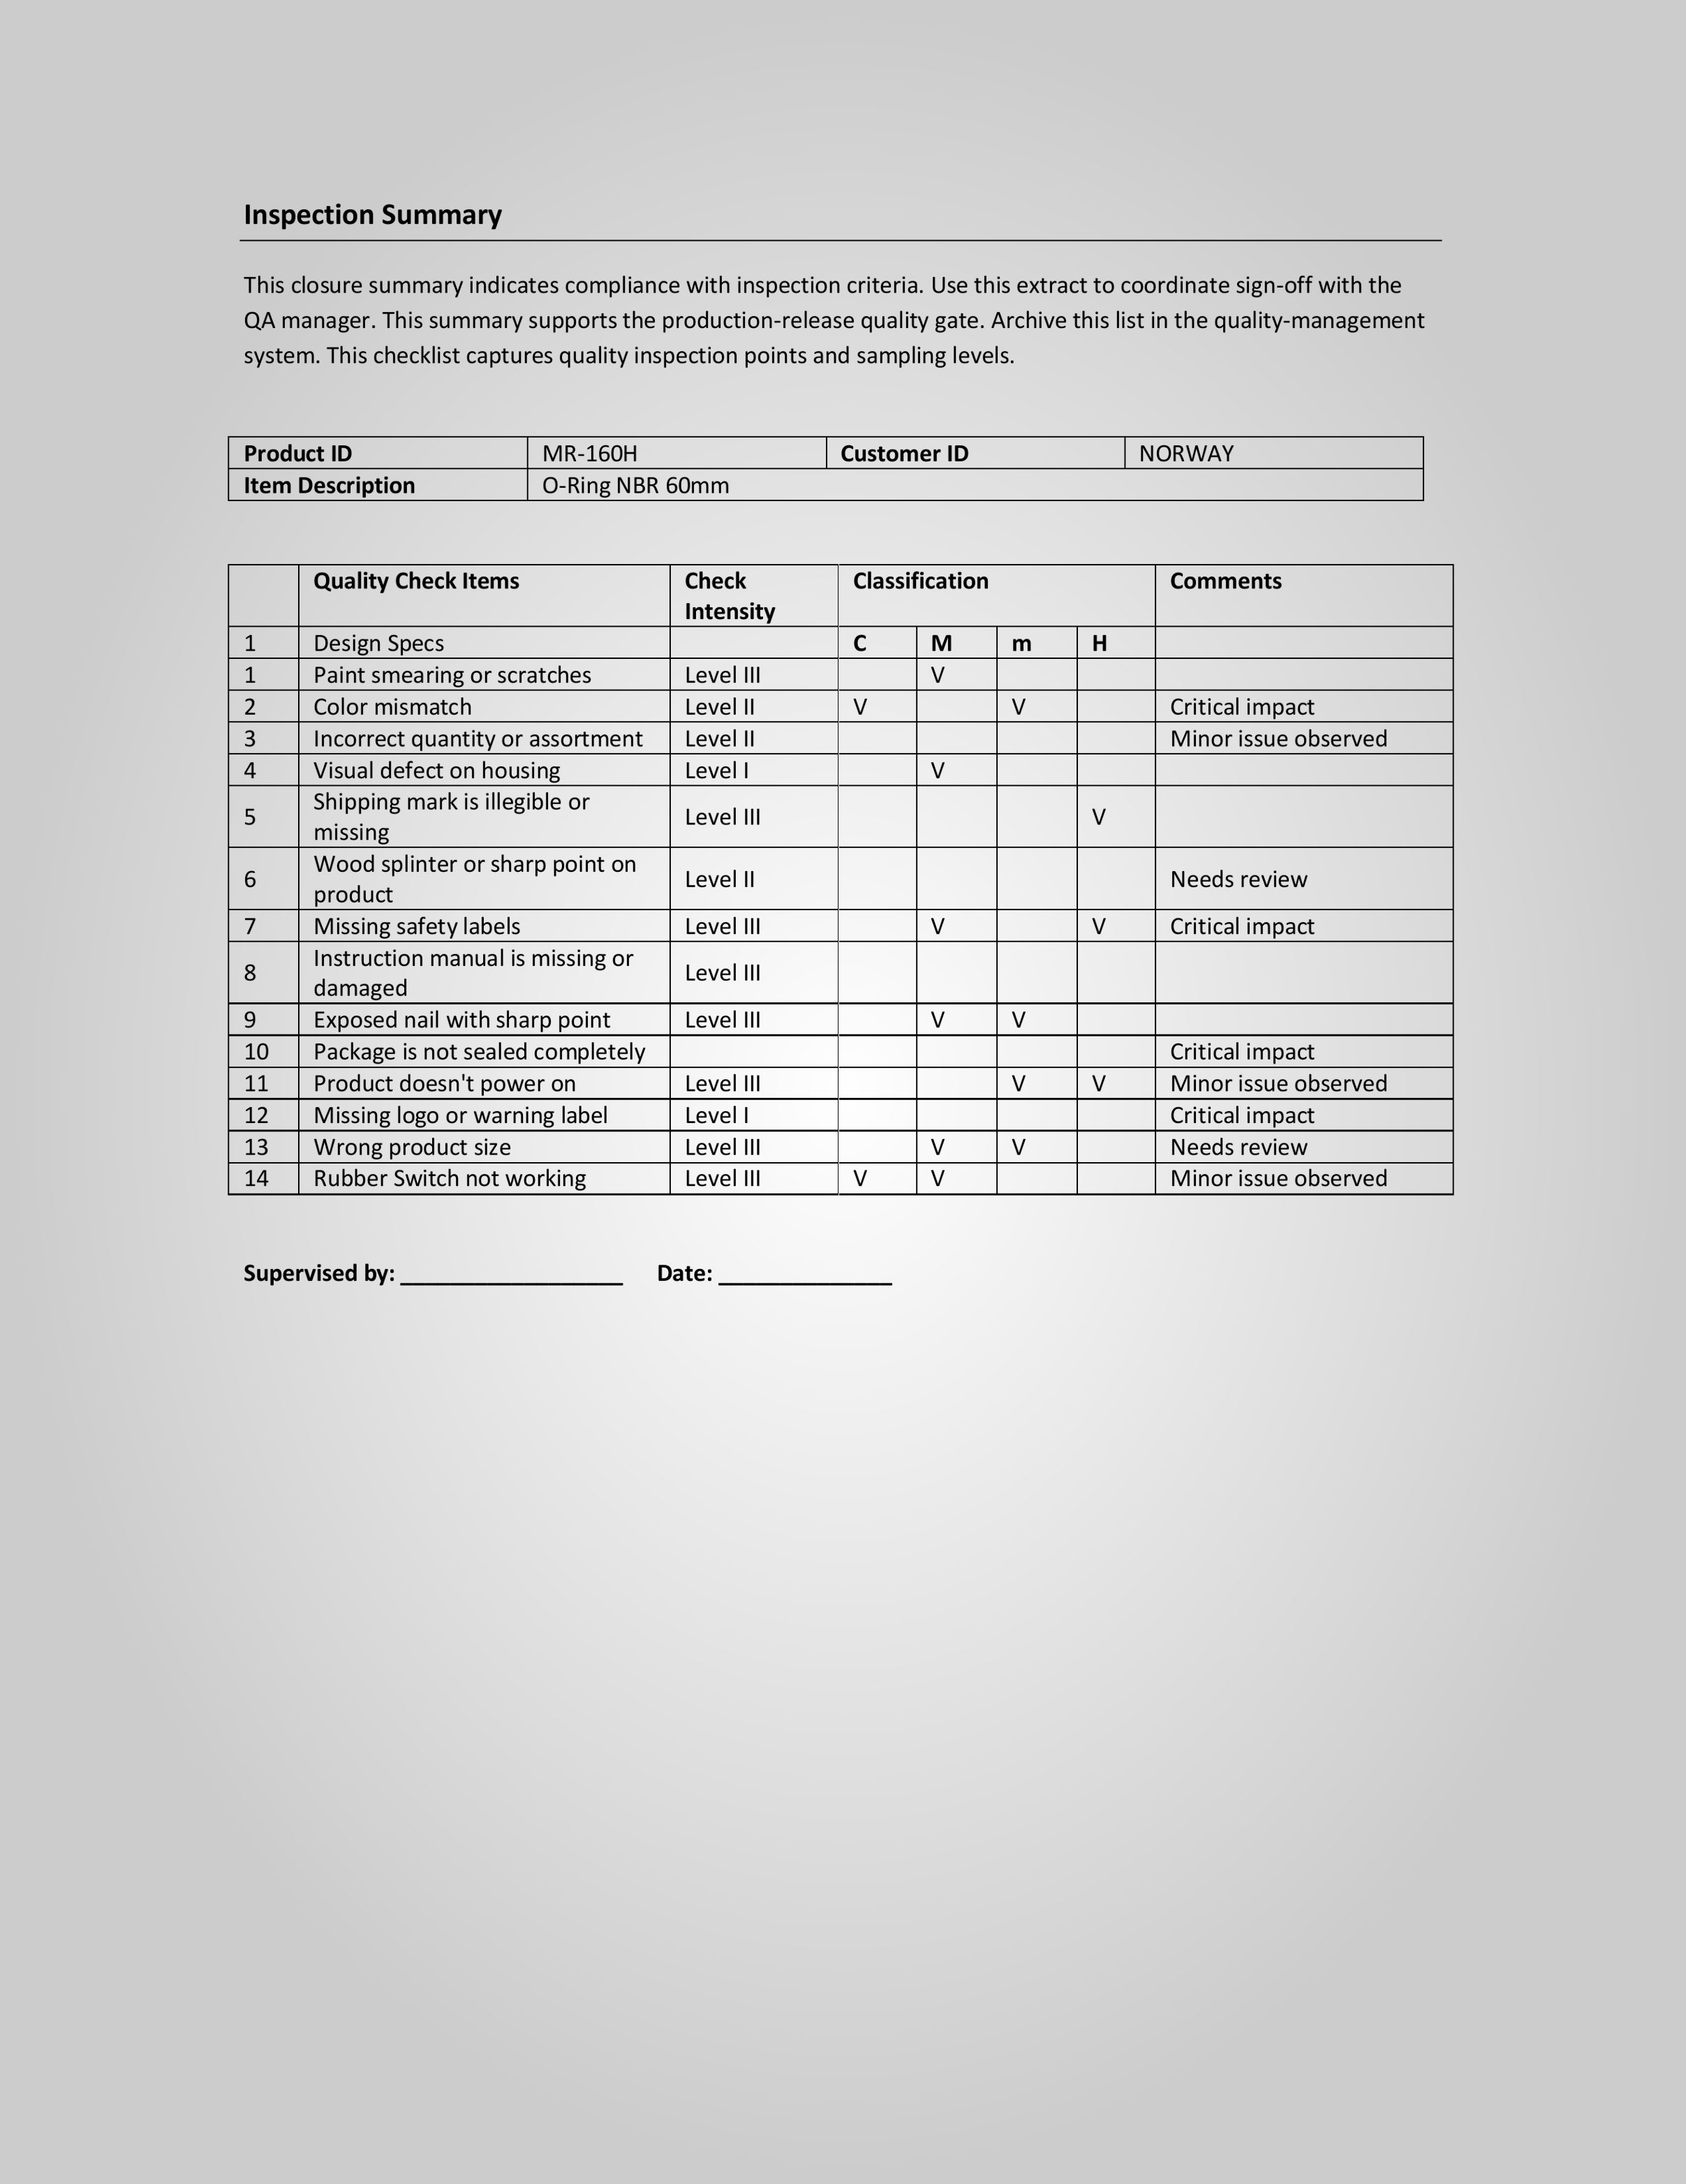 Inspection Summary
This closure summary indicates compliance with inspection criteria. Use this extract to coordinate sign-off with the
QA manager. This summary supports the production-release quality gate. Archive this list in the quality-management
system. This checklist captures quality inspection points and sampling levels.
Product ID MR-160H Customer ID NORWAY
Item Description O-Ring NBR 60mm
Quality Check Items Check Classification Comments
Intensity
1 Design Specs C M m H
1 Paint smearing or scratches Level III V
2 Color mismatch Level II V V Critical impact
3 Incorrect quantity or assortment Level II Minor issue observed
4 Visual defect on housing Level I V
Shipping mark is illegible or
5 Level III V
missing
Wood splinter or sharp point on
6 Level II Needs review
product
7 Missing safety labels Level III V V Critical impact
Instruction manual is missing or
8 Level III
damaged
9 Exposed nail with sharp point Level III V V
10 Package is not sealed completely Critical impact
11 Product doesn't power on Level III V V Minor issue observed
12 Missing logo or warning label Level I Critical impact
13 Wrong product size Level III V V Needs review
14 Rubber Switch not working Level III V V Minor issue observed
Supervised by: __________________ Date: ______________